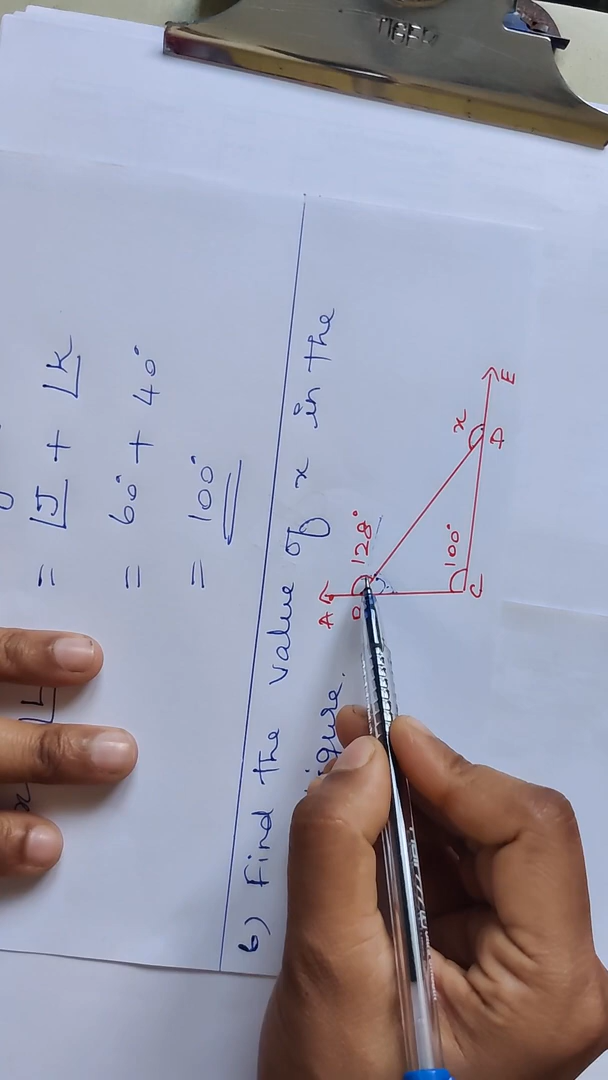 = ∠J + ∠K
= 60° + 40°
= 100°
6) Find the value of x in the
figure.
A
128°
x
E
D
100°
C